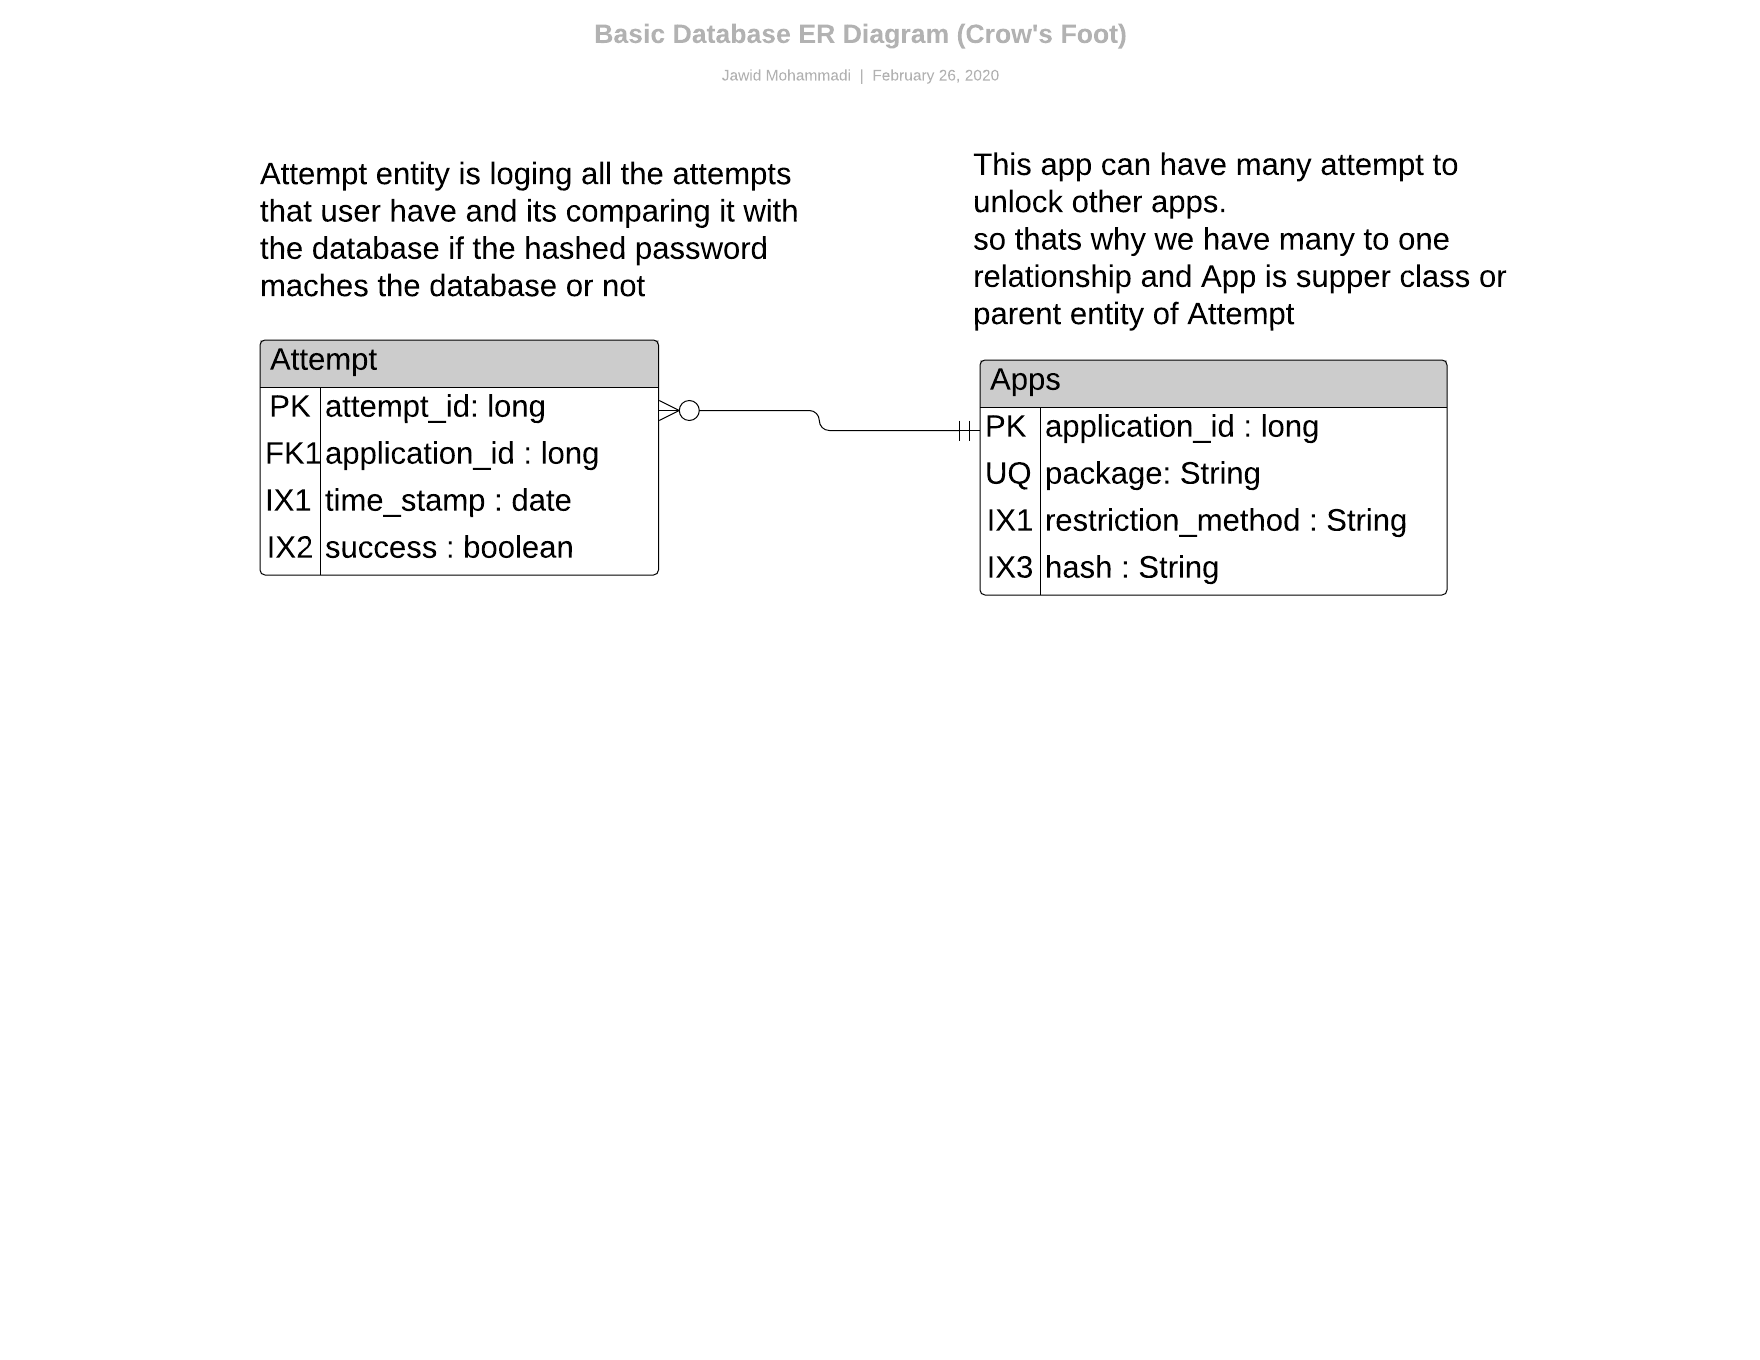 Basic Database ER Diagram (Crow's Foot)
Jawid Mohammadi | February 26, 2020
Attempt entity is loging all the attempts
that user have and its comparing it with
the database if the hashed password
maches the database or not
This app can have many attempt to
unlock other apps.
so thats why we have many to one
relationship and App is supper class or
parent entity of Attempt
Attempt
PK attempt_id: long
FK1 application_id : long
IX1 time_stamp : date
IX2 success : boolean
Apps
PK application_id : long
UQ package: String
IX1 restriction_method : String
IX3 hash : String